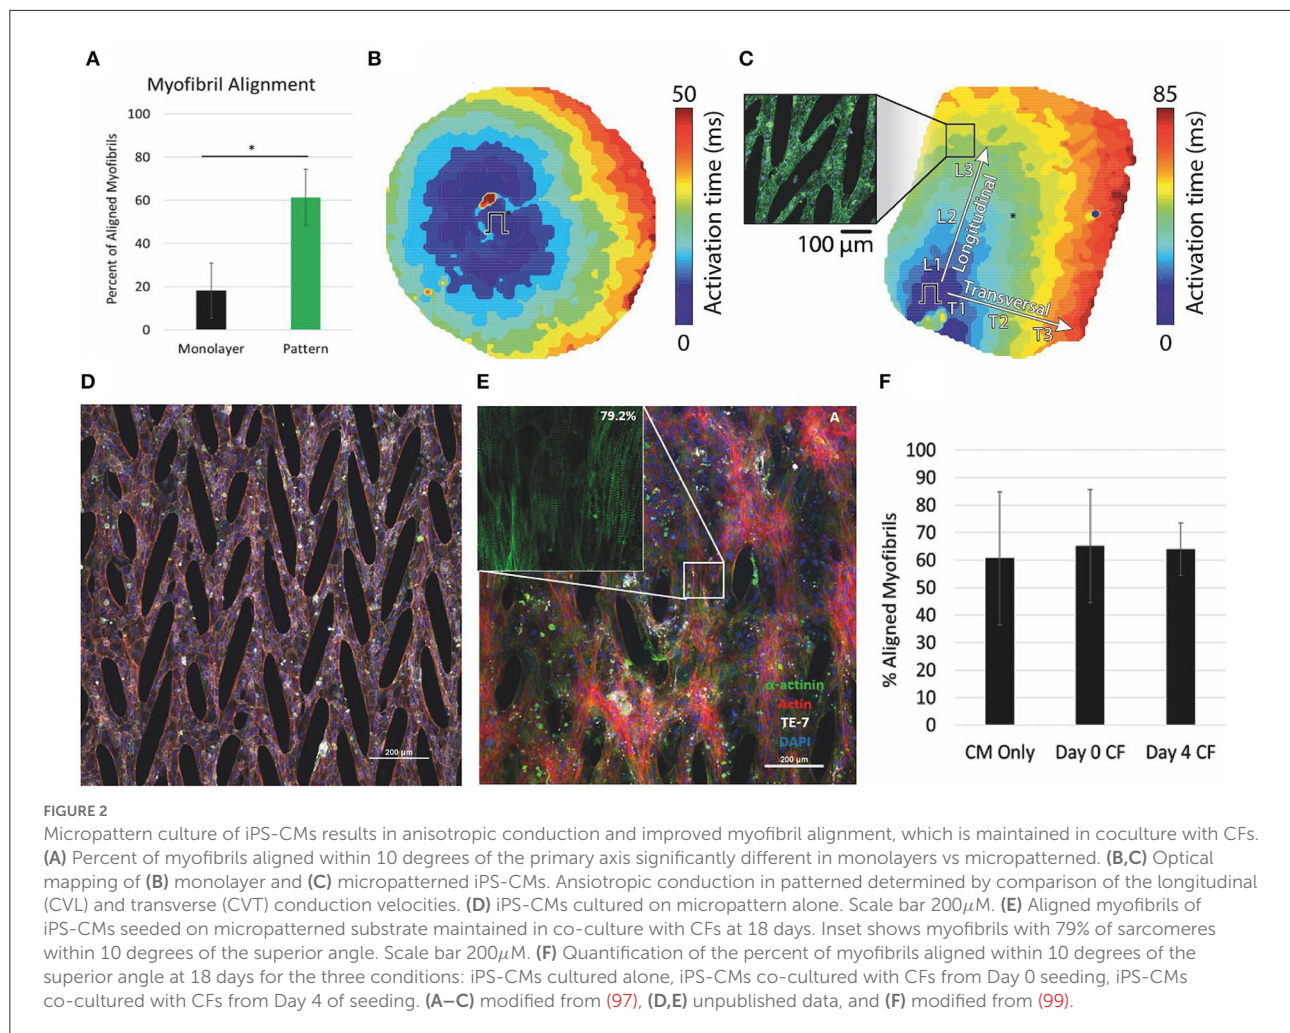 A
Myofibril Alignment
Percent of Aligned Myofibrils
100
80
60
40
20
0
*
Monolayer
Pattern
B
50
Activation time (ms)
0
C
100 µm
L3
L2
L1
Longitudinal
*
Transversal
T1
T2
T3
85
Activation time (ms)
0
D
200 µm
E
79.2%
A
α-actinin
Actin
TE-7
DAPI
200 µm
F
% Aligned Myofibrils
100
90
80
70
60
50
40
30
20
10
0
CM Only
Day 0 CF
Day 4 CF
FIGURE 2
Micropattern culture of iPS-CMs results in anisotropic conduction and improved myofibril alignment, which is maintained in coculture with CFs.
(A) Percent of myofibrils aligned within 10 degrees of the primary axis significantly different in monolayers vs micropatterned. (B,C) Optical
mapping of (B) monolayer and (C) micropatterned iPS-CMs. Ansiotropic conduction in patterned determined by comparison of the longitudinal
(CVL) and transverse (CVT) conduction velocities. (D) iPS-CMs cultured on micropattern alone. Scale bar 200µM. (E) Aligned myofibrils of
iPS-CMs seeded on micropatterned substrate maintained in co-culture with CFs at 18 days. Inset shows myofibrils with 79% of sarcomeres
within 10 degrees of the superior angle. Scale bar 200µM. (F) Quantification of the percent of myofibrils aligned within 10 degrees of the
superior angle at 18 days for the three conditions: iPS-CMs cultured alone, iPS-CMs co-cultured with CFs from Day 0 seeding, iPS-CMs
co-cultured with CFs from Day 4 of seeding. (A–C) modified from (97), (D,E) unpublished data, and (F) modified from (99).